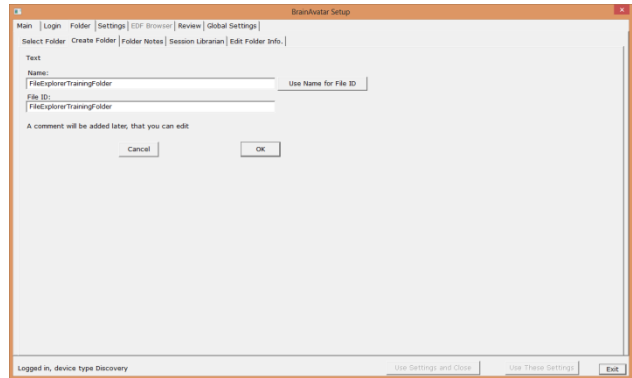 BrainAvatar Setup
Main Login Folder Settings EDF Browser Review Global Settings
Select Folder Create Folder Folder Notes Session Librarian Edit Folder Info.
Text
Name:
FileExplorerTrainingFolder Use Name for File ID
File ID:
FileExplorerTrainingFolder
A comment will be added later, that you can edit
Cancel OK
Logged in, device type Discovery Use Settings and Close Use These Settings Exit